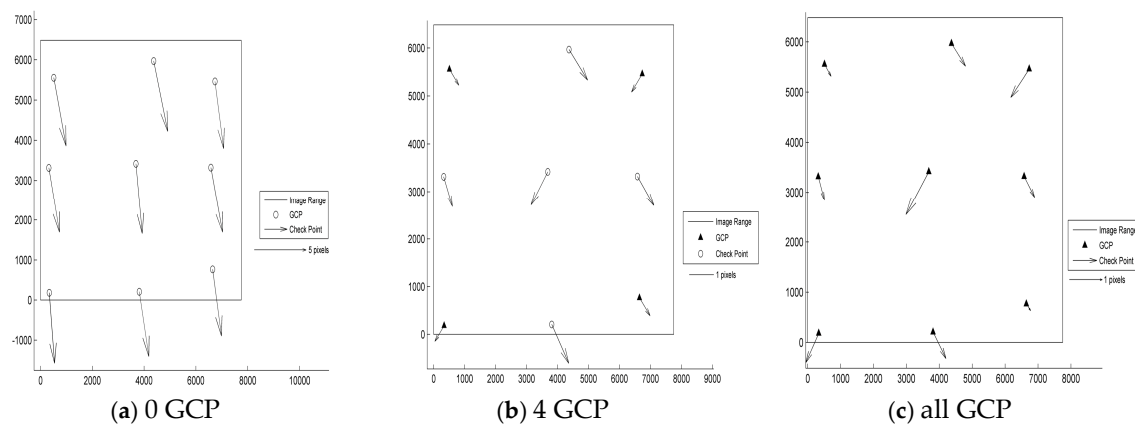 7000
6000
5000
4000
3000
2000
1000
0
-1000
0 2000 4000 6000 8000 10000
Image Range
GCP
Check Point
5 pixels
(a) 0 GCP
6000
5000
4000
3000
2000
1000
0
0 1000 2000 3000 4000 5000 6000 7000 8000 9000
Image Range
GCP
Check Point
1 pixels
(b) 4 GCP
6000
5000
4000
3000
2000
1000
0
0 1000 2000 3000 4000 5000 6000 7000 8000
Image Range
GCP
Check Point
1 pixels
(c) all GCP